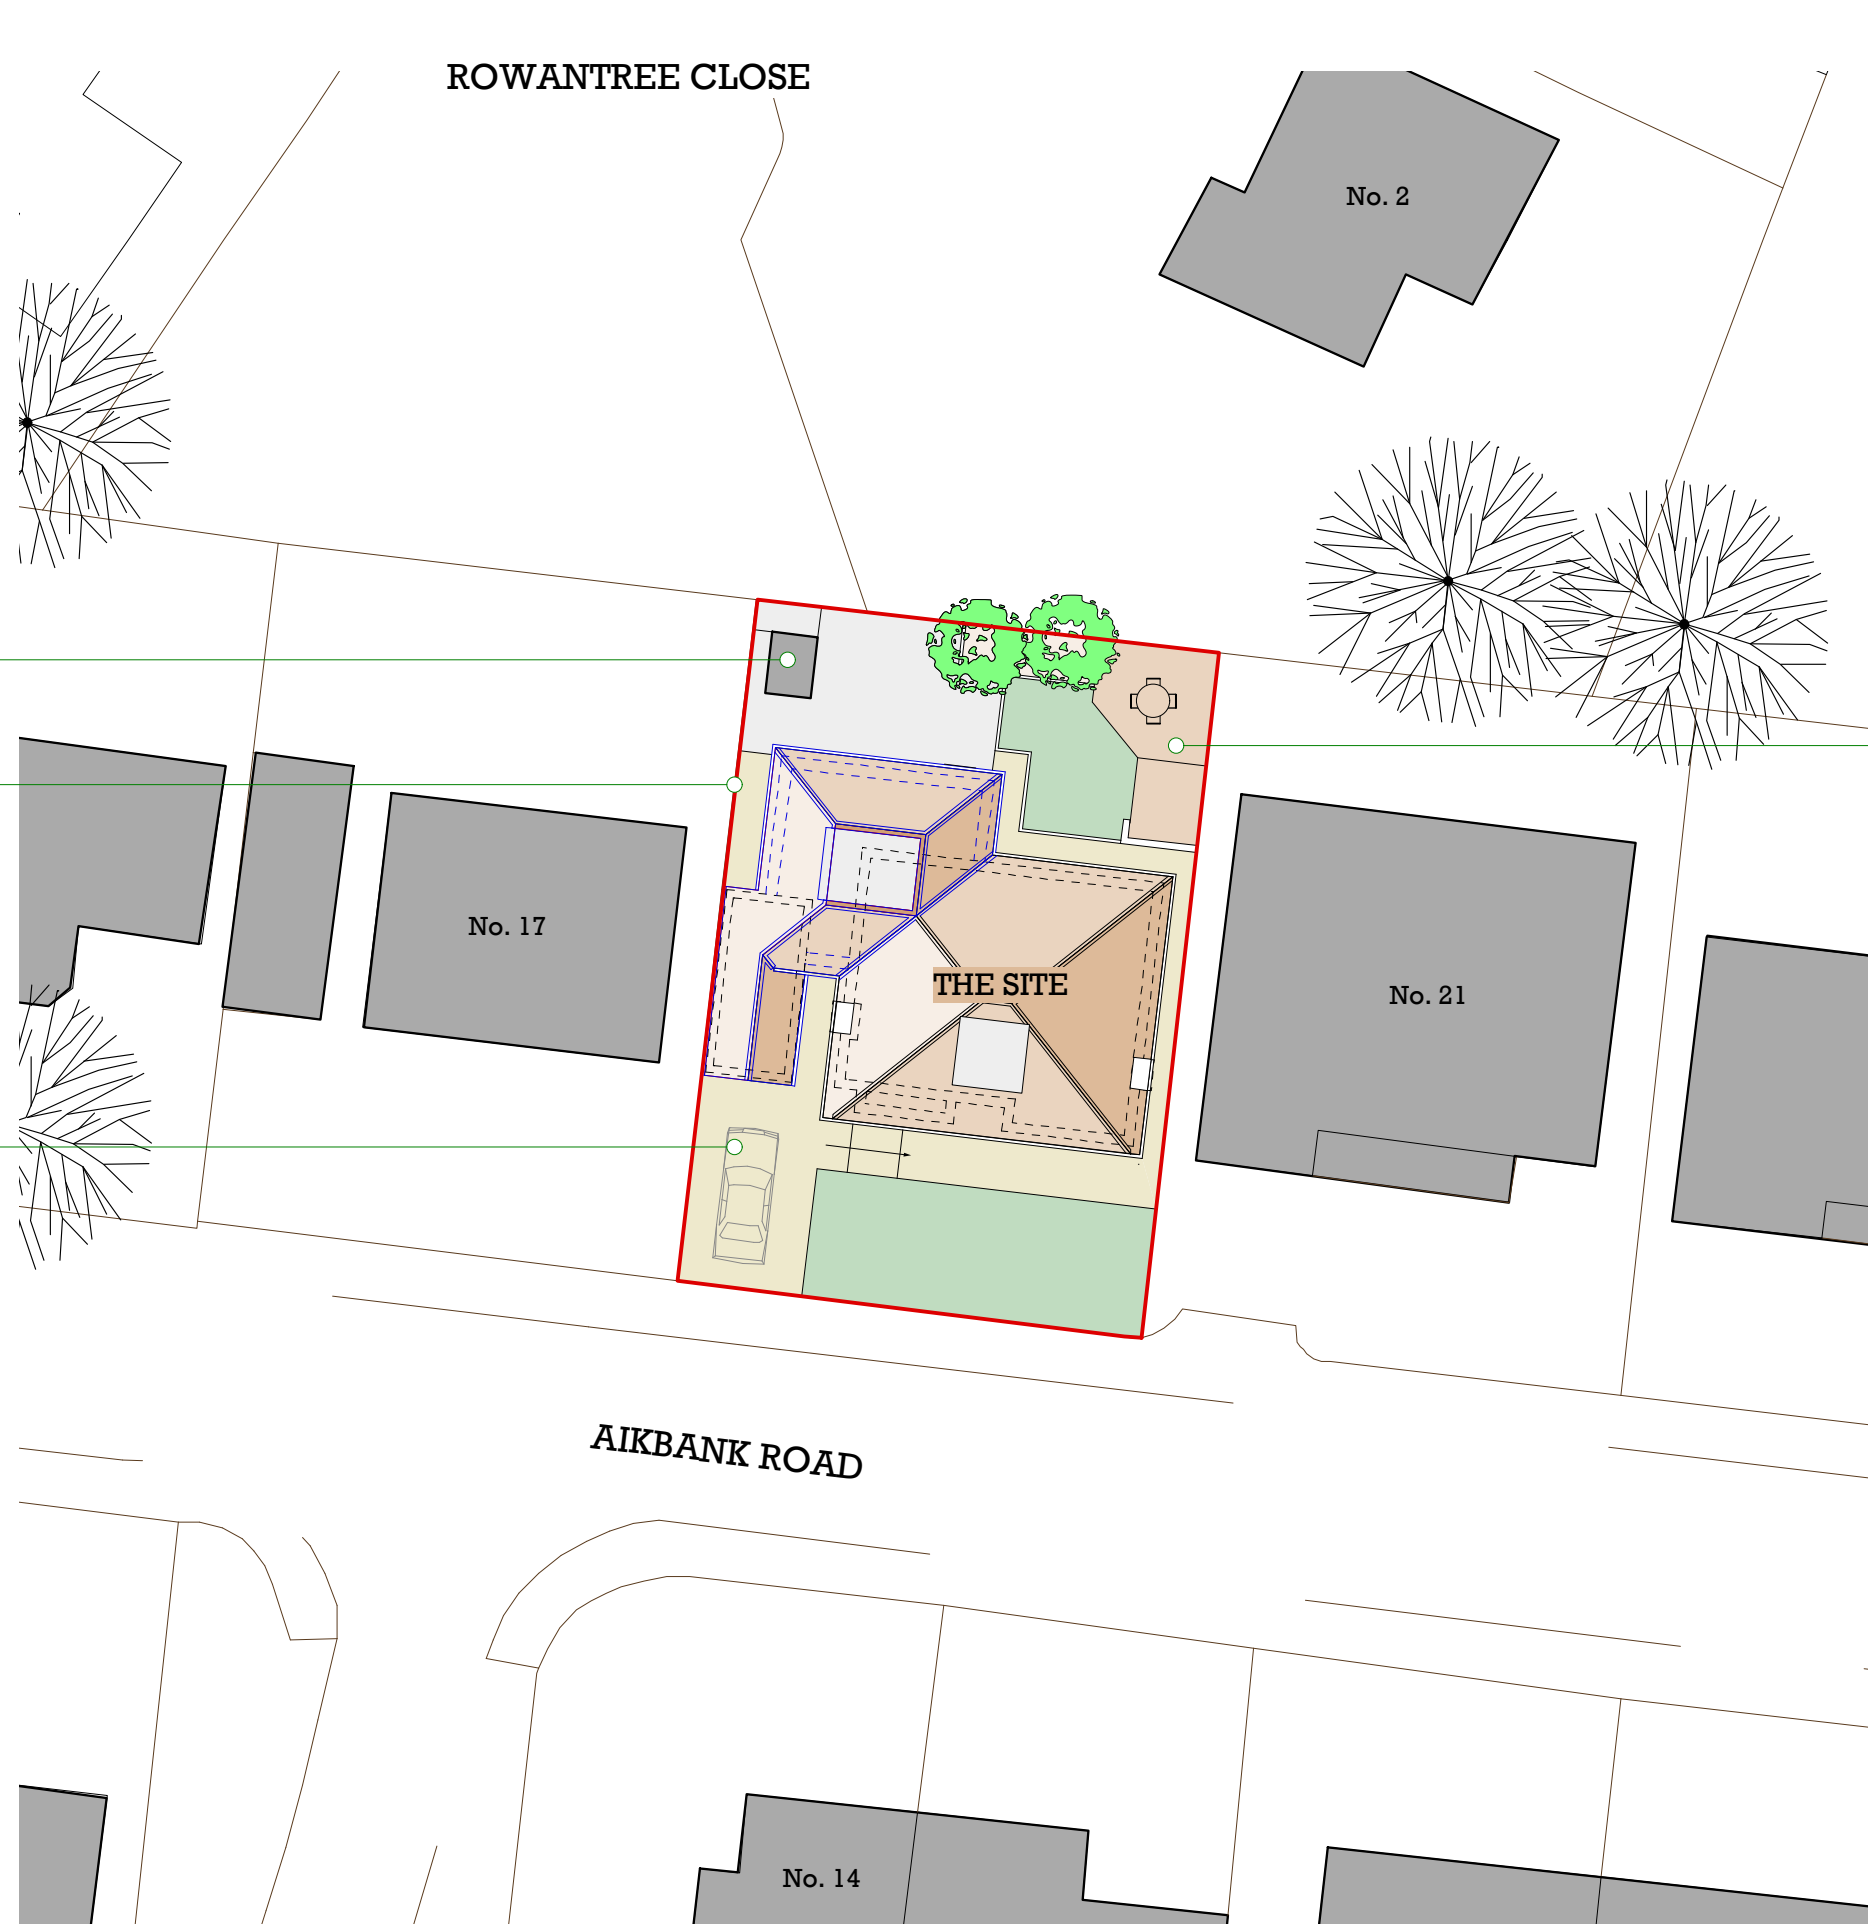 ROWANTREE CLOSE
No. 2
No. 17
THE SITE
No. 21
AIKBANK ROAD
No. 14